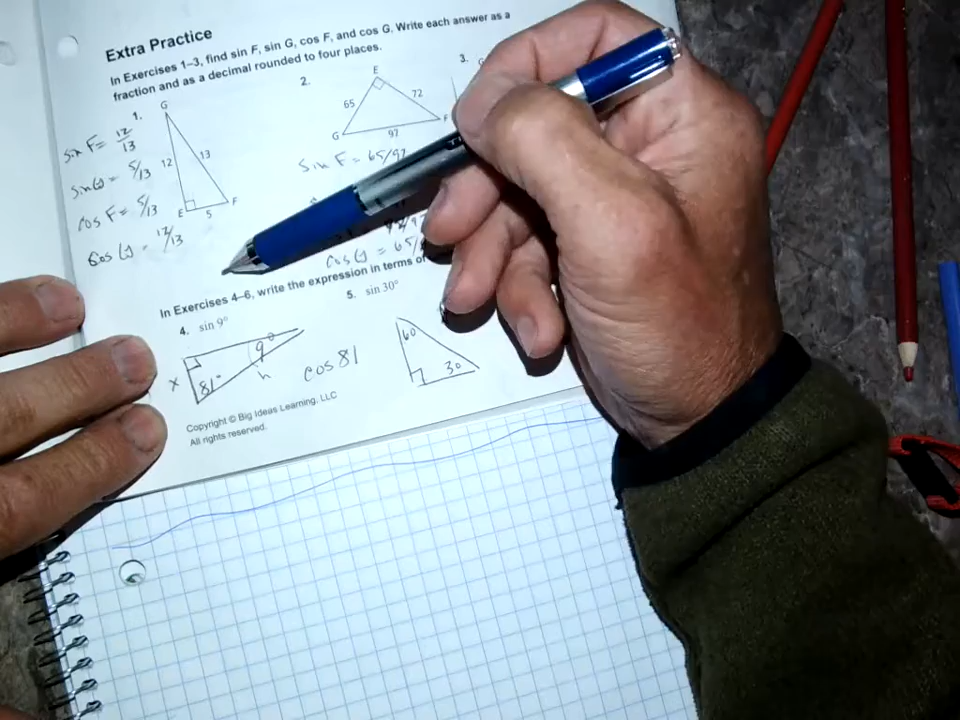 Extra Practice
In Exercises 1–3, find sin F, sin G, cos F, and cos G. Write each answer as a
fraction and as a decimal rounded to four places.
1.
G
12
13
E
5
F
sin F = 12/13
sin G = 5/13
cos F = 5/13
cos G = 12/13
2.
E
65
72
G
97
F
sin F = 65/97
cos G = 65/
3.
In Exercises 4–6, write the expression in terms of
4. sin 9°
x
81°
9°
h
cos 81
5. sin 30°
60
30
Copyright © Big Ideas Learning, LLC
All rights reserved.